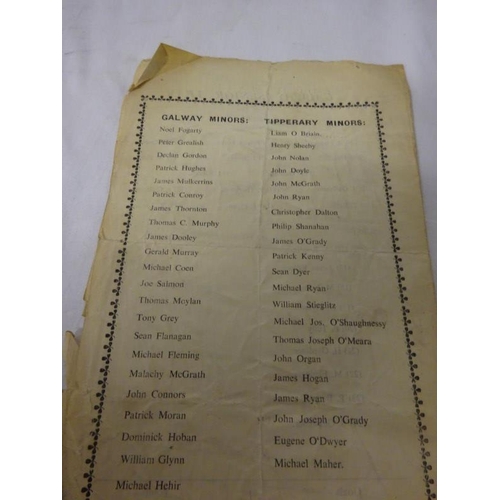 GALWAY MINORS: TIPPERARY MINORS:
Noel Fogarty Liam O Briain.
Peter Grealish Henry Sheehy
Declan Gordon John Nolan
Patrick Hughes John Doyle
James Mulkerrins John McGrath
Patrick Conroy John Ryan
James Thornton Christopher Dalton
Thomas C. Murphy Philip Shanahan
James Dooley James O'Grady
Gerald Murray Patrick Kenny
Michael Coen Sean Dyer
Joe Salmon Michael Ryan
Thomas Moylan William Stieglitz
Tony Grey Michael Jos. O'Shaughnessy
Sean Flanagan Thomas Joseph O'Meara
Michael Fleming John Organ
Malachy McGrath James Hogan
John Connors James Ryan
Patrick Moran John Joseph O'Grady
Dominick Hoban Eugene O'Dwyer
William Glynn Michael Maher.
Michael Hehir